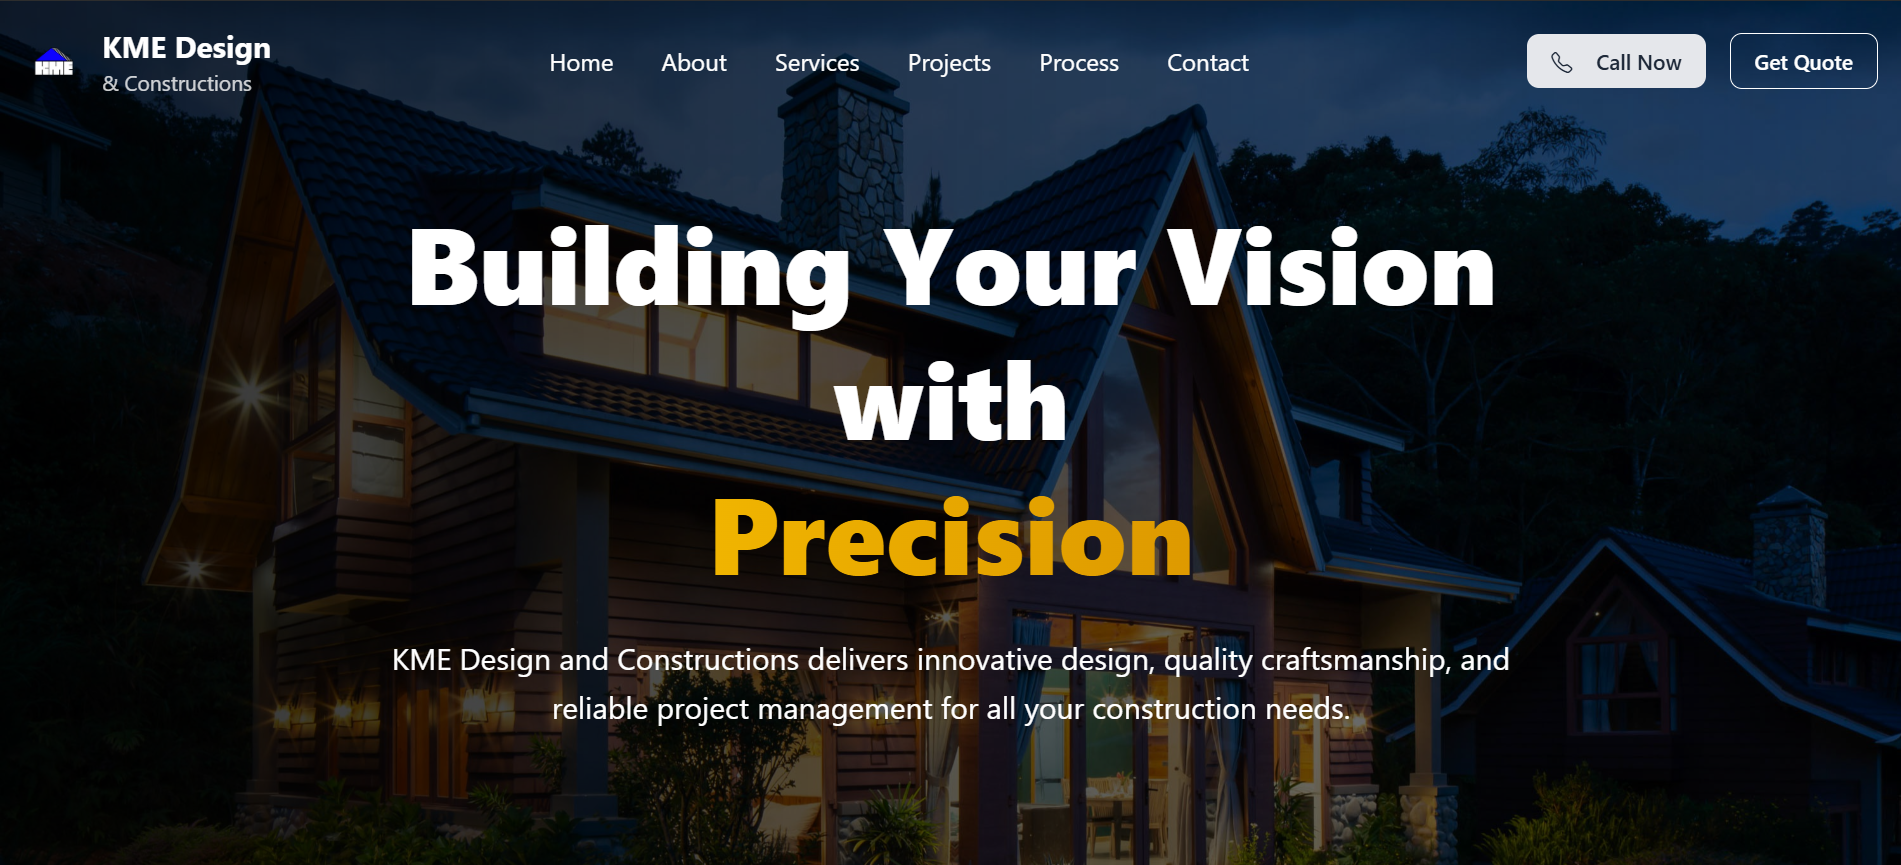 KME
KME Design
& Constructions
Home
About
Services
Projects
Process
Contact
Call Now
Get Quote
Building Your Vision
with
Precision
KME Design and Constructions delivers innovative design, quality craftsmanship, and
reliable project management for all your construction needs.